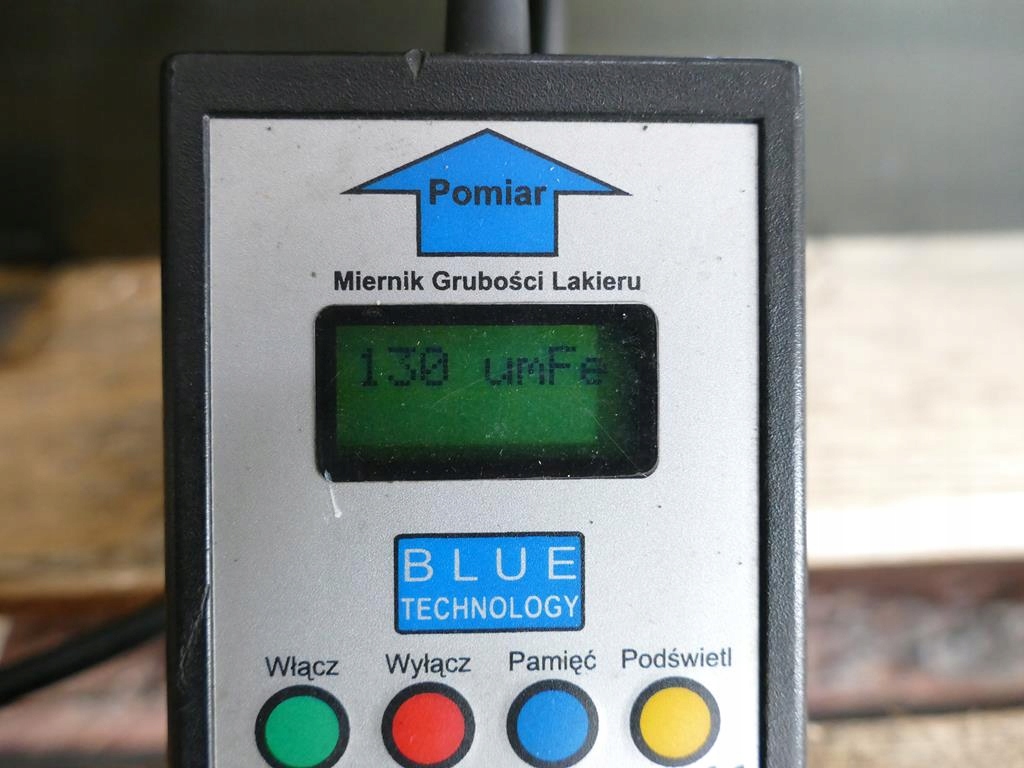 Pomiar
Miernik Grubości Lakieru
130 umFe
BLUE
TECHNOLOGY
Włącz Wyłącz Pamięć Podświetl